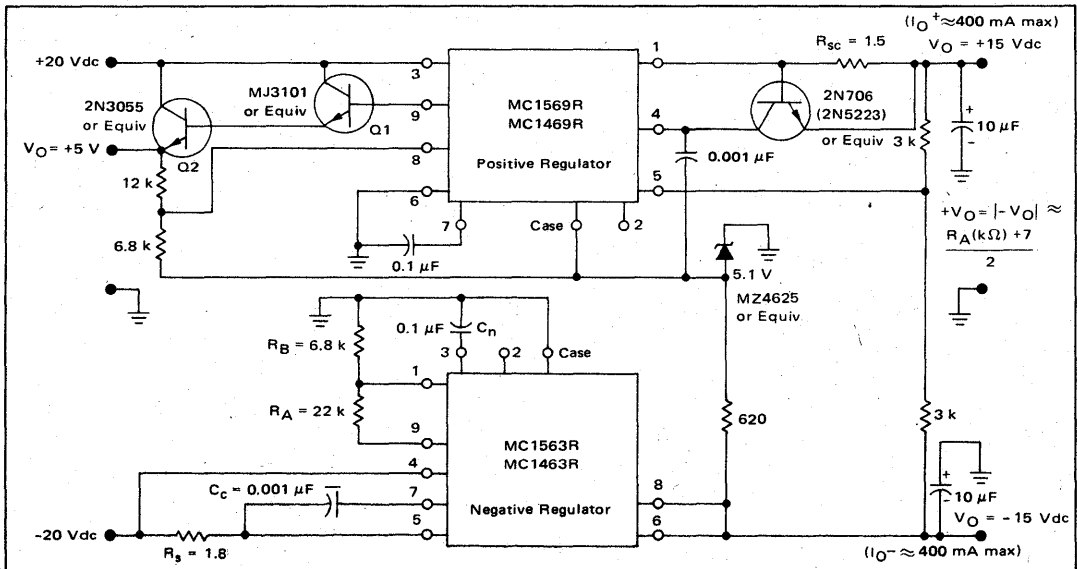 (I_O^+ ≈400 mA max)
V_O = +15 Vdc
R_sc = 1.5
1
+20 Vdc
3
2N3055
or Equiv
MJ3101
or Equiv
Q1
9
MC1569R
MC1469R
4
2N706
(2N5223)
or Equiv
3 k
+
10 μF
-
V_O = +5 V
Q2
8
Positive Regulator
0.001 μF
12 k
6
5
7
Case
2
0.1 μF
6.8 k
+V_O = |-V_O| ≈
R_A(kΩ) +7
2
5.1 V
MZ4625
or Equiv
0.1 μF
C_n
R_B = 6.8 k
3
2
Case
1
R_A = 22 k
9
MC1563R
MC1463R
620
3 k
4
C_c = 0.001 μF
7
8
+
10 μF
-
-20 Vdc
5
Negative Regulator
6
V_O = - 15 Vdc
R_s = 1.8
(I_O^- ≈ 400 mA max)